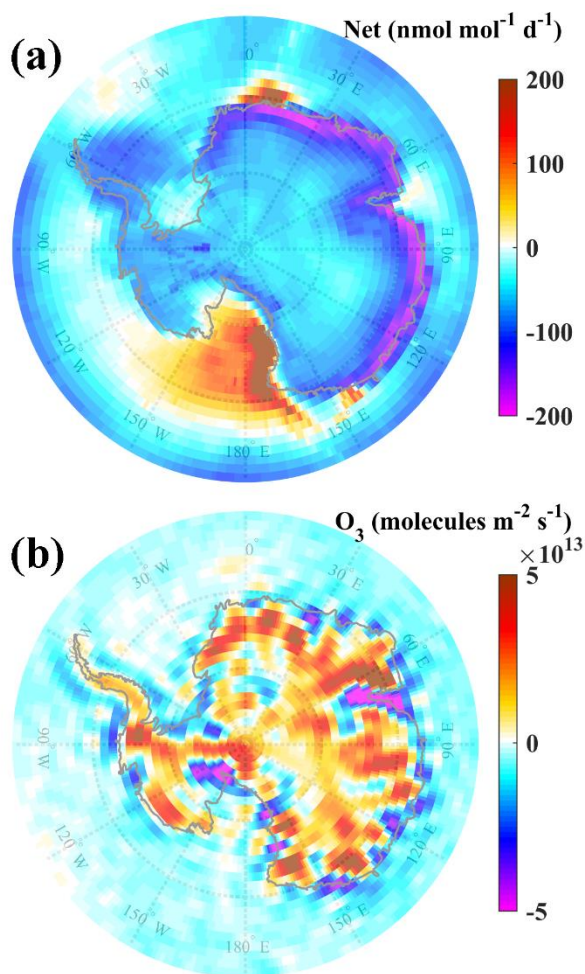 Net (nmol mol⁻¹ d⁻¹)
(a)
0°
30° W
30° E
60° W
60° E
90° W
90° E
120° W
120° E
150° W
150° E
180° E
200
100
0
-100
-200
O₃ (molecules m⁻² s⁻¹)
×10¹³
(b)
0°
30° W
30° E
60° W
60° E
90° W
90° E
120° W
120° E
150° W
150° E
180° E
5
0
-5